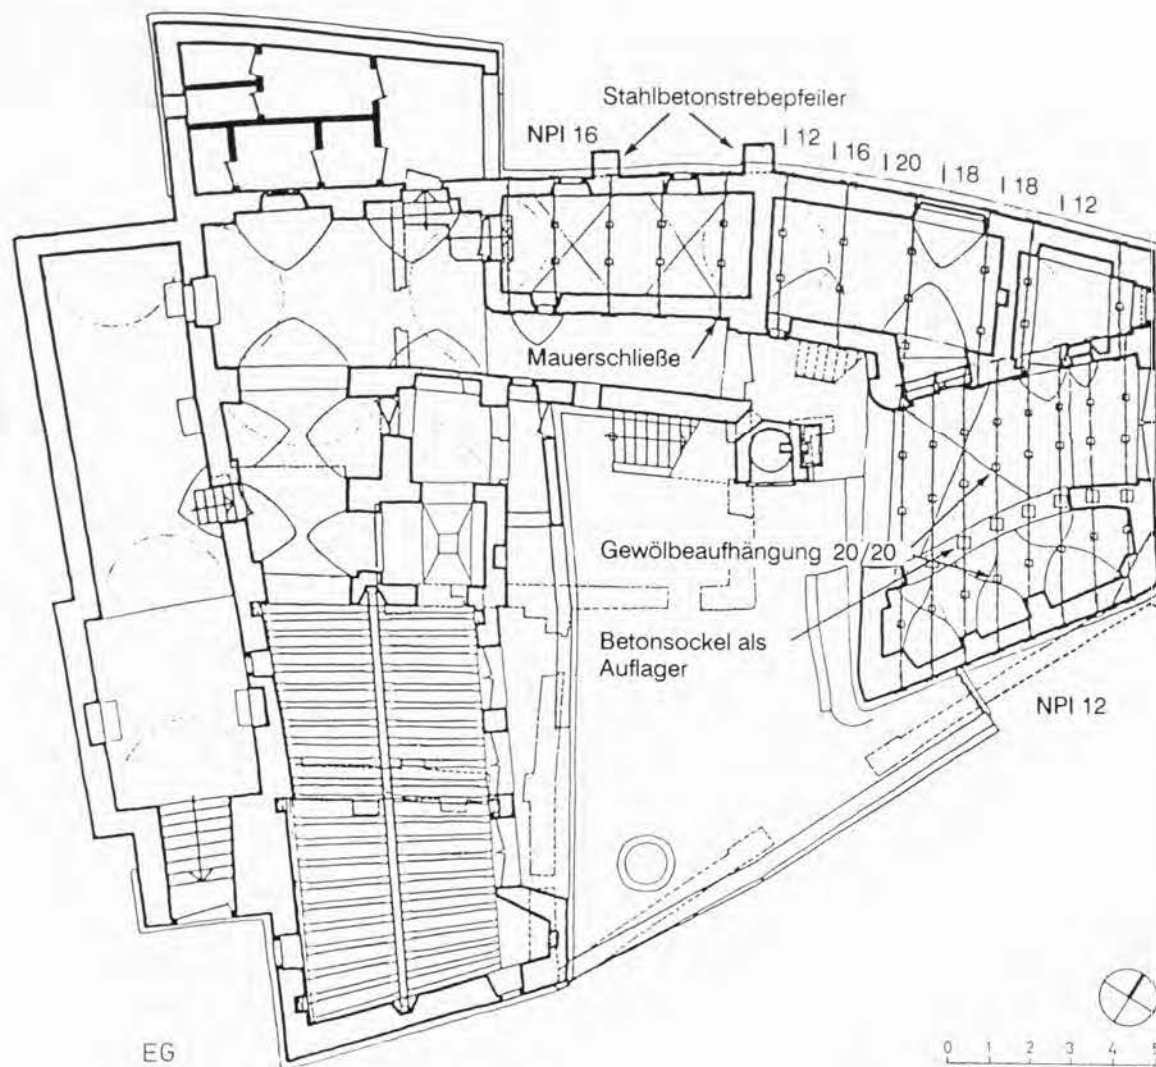 Stahlbetonstrebepfeiler
NPI 16
I 12
I 16
I 20
I 18
I 18
I 12
Mauerschließe
Gewölbeaufhängung 20/20
Betonsockel als
Auflager
NPI 12
EG
0 1 2 3 4 5